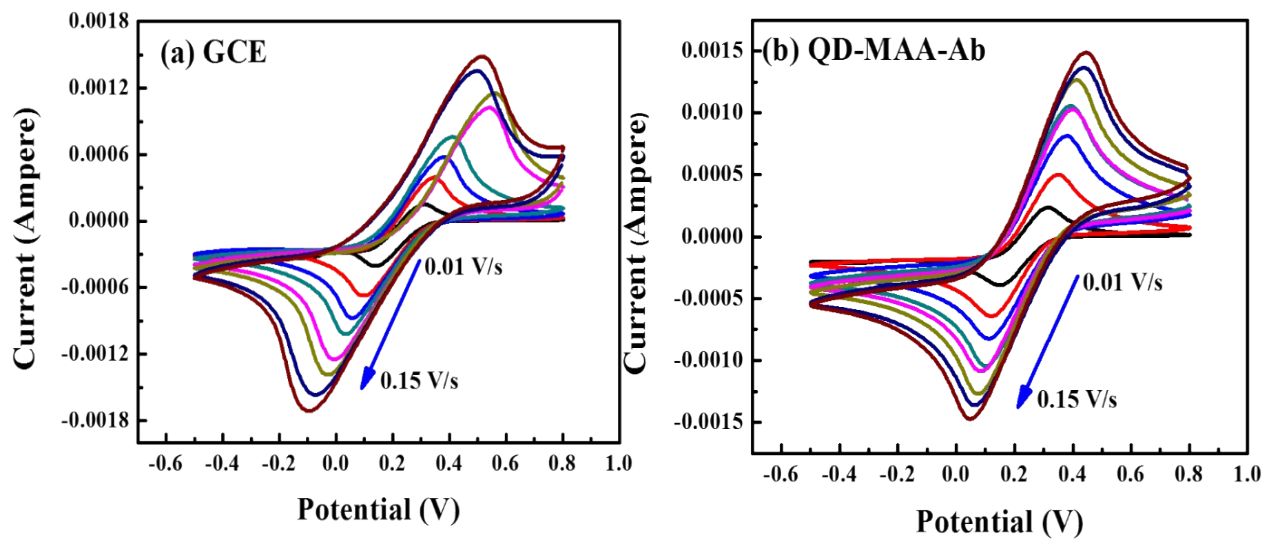 (a) GCE
0.0018
0.0012
0.0006
0.0000
-0.0006
-0.0012
-0.0018
Current (Ampere)
0.01 V/s
0.15 V/s
-0.6 -0.4 -0.2 0.0 0.2 0.4 0.6 0.8 1.0
Potential (V)
(b) QD-MAA-Ab
0.0015
0.0010
0.0005
0.0000
-0.0005
-0.0010
-0.0015
Current (Ampere)
0.01 V/s
0.15 V/s
-0.6 -0.4 -0.2 0.0 0.2 0.4 0.6 0.8 1.0
Potential (V)